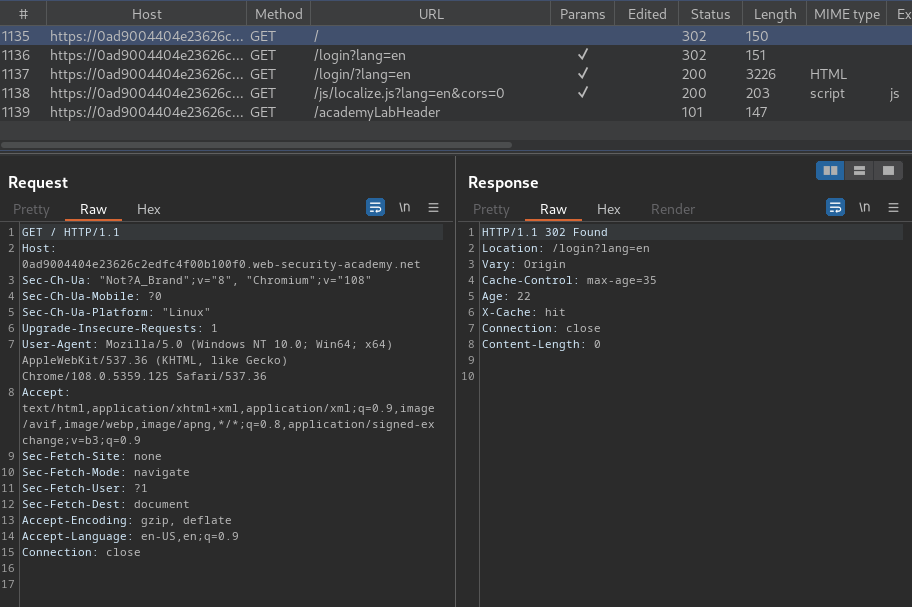 # Host Method URL Params Edited Status Length MIME type Ex
1135 https://0ad9004404e23626c... GET / 302 150
1136 https://0ad9004404e23626c... GET /login?lang=en ✓ 302 151
1137 https://0ad9004404e23626c... GET /login/?lang=en ✓ 200 3226 HTML
1138 https://0ad9004404e23626c... GET /js/localize.js?lang=en&cors=0 ✓ 200 203 script js
1139 https://0ad9004404e23626c... GET /academyLabHeader 101 147
Request
Pretty Raw Hex \n
1 GET / HTTP/1.1
2 Host:
0ad9004404e23626c2edfc4f00b100f0.web-security-academy.net
3 Sec-Ch-Ua: "Not?A_Brand";v="8", "Chromium";v="108"
4 Sec-Ch-Ua-Mobile: ?0
5 Sec-Ch-Ua-Platform: "Linux"
6 Upgrade-Insecure-Requests: 1
7 User-Agent: Mozilla/5.0 (Windows NT 10.0; Win64; x64)
AppleWebKit/537.36 (KHTML, like Gecko)
Chrome/108.0.5359.125 Safari/537.36
8 Accept:
text/html,application/xhtml+xml,application/xml;q=0.9,image
/avif,image/webp,image/apng,*/*;q=0.8,application/signed-ex
change;v=b3;q=0.9
9 Sec-Fetch-Site: none
10 Sec-Fetch-Mode: navigate
11 Sec-Fetch-User: ?1
12 Sec-Fetch-Dest: document
13 Accept-Encoding: gzip, deflate
14 Accept-Language: en-US,en;q=0.9
15 Connection: close
16
17
Response
Pretty Raw Hex Render \n
1 HTTP/1.1 302 Found
2 Location: /login?lang=en
3 Vary: Origin
4 Cache-Control: max-age=35
5 Age: 22
6 X-Cache: hit
7 Connection: close
8 Content-Length: 0
9
10